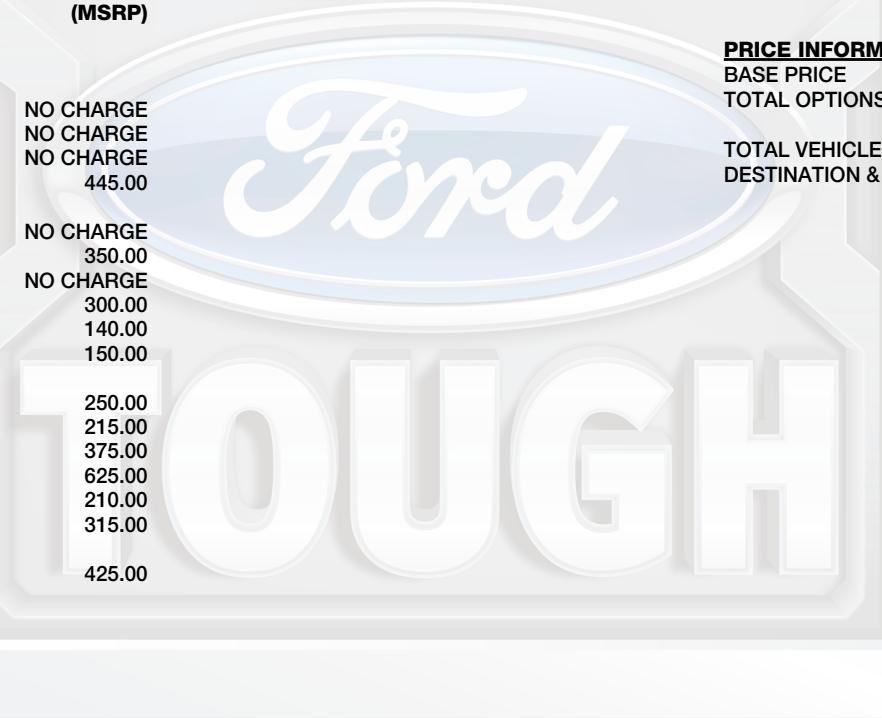 (MSRP)
NO CHARGE
NO CHARGE
NO CHARGE
445.00
NO CHARGE
350.00
NO CHARGE
300.00
140.00
150.00
250.00
215.00
375.00
625.00
210.00
315.00
425.00
PRICE INFORM
BASE PRICE
TOTAL OPTIONS
TOTAL VEHICLE
DESTINATION &
Ford
TOUGH